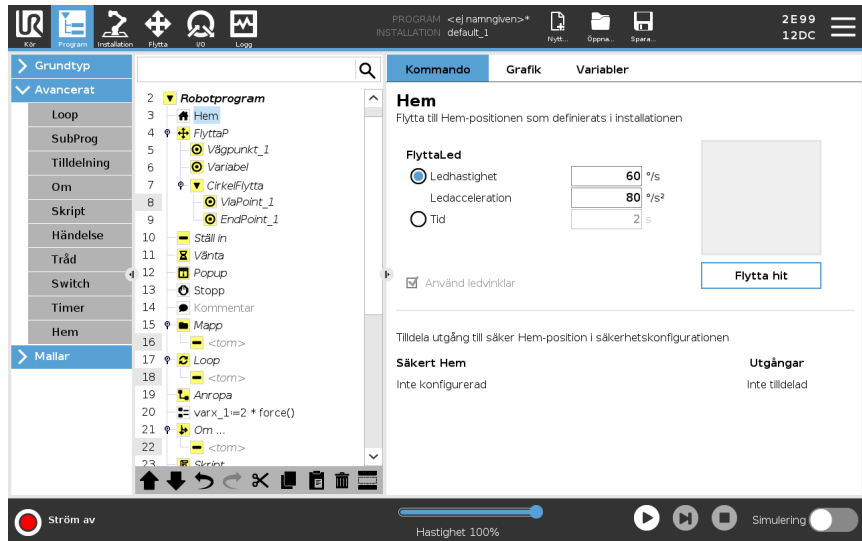 UR
PROGRAM <ej namngiven>*
INSTALLATION default_1
2E99
12DC
Kör
Program
Installation
Flytta
I/O
Logg
Nytt...
Öppna...
Spara...
Grundtyp
Avancerat
Loop
SubProg
Tilldelning
Om
Skript
Händelse
Tråd
Switch
Timer
Hem
Mallar
2 Robotprogram
3 Hem
4 FlyttaP
5 Vägpunkt_1
6 Variabel
7 CirkelFlytta
8 ViaPoint_1
9 EndPoint_1
10 Ställ in
11 Vänta
12 Popup
13 Stopp
14 Kommentar
15 Mapp
16 <tom>
17 Loop
18 <tom>
19 Anropa
20 varx_1≔2 * force()
21 Om ...
22 <tom>
23 Skript
Kommando
Grafik
Variabler
Hem
Flytta till Hem-positionen som definierats i installationen
FlyttaLed
Ledhastighet 60 °/s
Ledacceleration 80 °/s²
Tid 2 s
Använd ledvinklar
Flytta hit
Tilldela utgång till säker Hem-position i säkerhetskonfigurationen
Säkert Hem Utgångar
Inte konfigurerad Inte tilldelad
Ström av
Hastighet 100%
Simulering